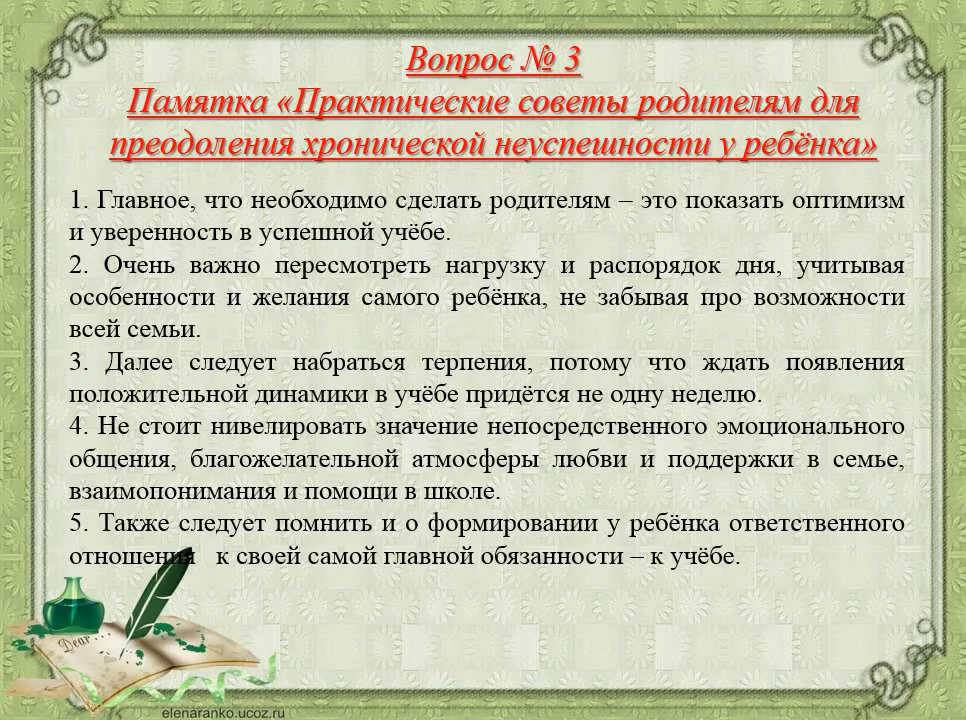 Вопрос № 3
Памятка «Практические советы родителям для
преодоления хронической неуспешности у ребёнка»
1. Главное, что необходимо сделать родителям – это показать оптимизм
и уверенность в успешной учёбе.
2. Очень важно пересмотреть нагрузку и распорядок дня, учитывая
особенности и желания самого ребёнка, не забывая про возможности
всей семьи.
3. Далее следует набраться терпения, потому что ждать появления
положительной динамики в учёбе придётся не одну неделю.
4. Не стоит нивелировать значение непосредственного эмоционального
общения, благожелательной атмосферы любви и поддержки в семье,
взаимопонимания и помощи в школе.
5. Также следует помнить и о формировании у ребёнка ответственного
отношения к своей самой главной обязанности – к учёбе.
Dear...
elenaranko.ucoz.ru